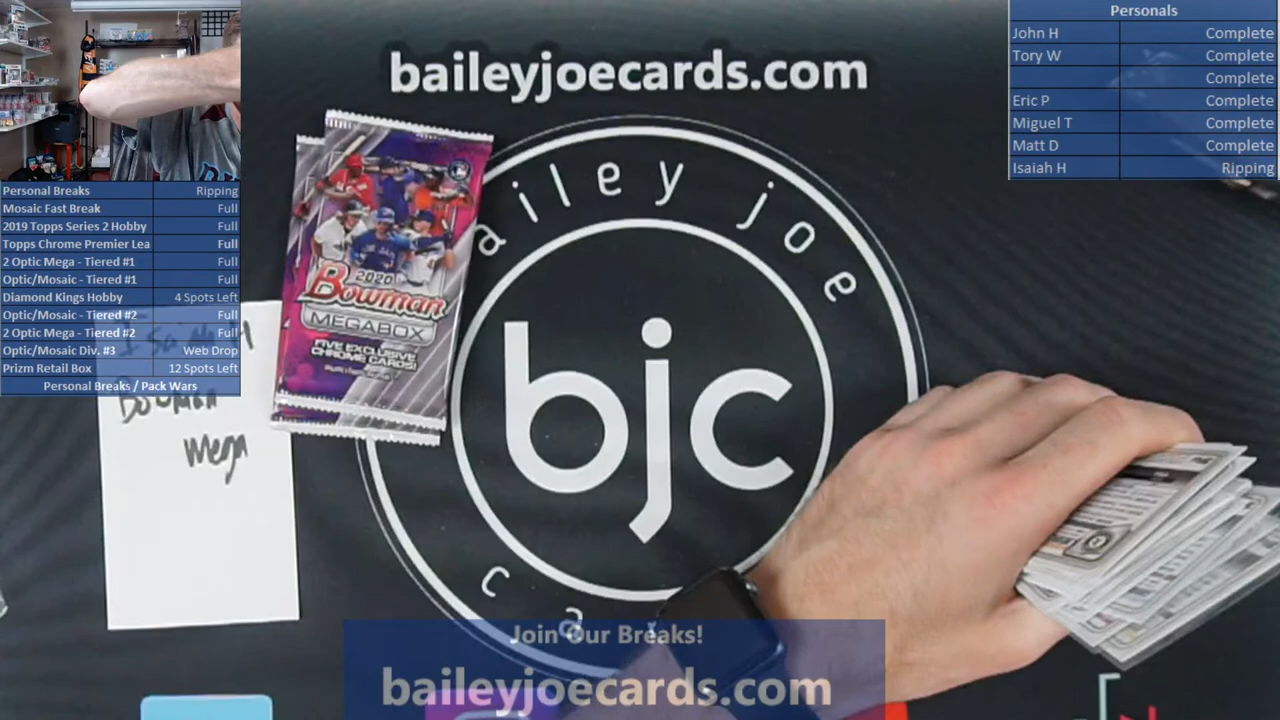 Personals
John H Complete
Tory W Complete
Complete
Eric P Complete
Miguel T Complete
Matt D Complete
Isaiah H Ripping
baileyjoecards.com
Personal Breaks Ripping
Mosaic Fast Break Full
2019 Topps Series 2 Hobby Full
Topps Chrome Premier Lea Full
2 Optic Mega - Tiered #1 Full
Optic/Mosaic - Tiered #1 Full
Diamond Kings Hobby 4 Spots Left
Optic/Mosaic - Tiered #2 Full
2 Optic Mega - Tiered #2 Full
Optic/Mosaic Div. #3 Web Drop
Prizm Retail Box 12 Spots Left
Personal Breaks / Pack Wars
Isaiah H
Bowman
Mega
2020
Bowman
MEGABOX
FIVE EXCLUSIVE
CHROME CARDS!
ailey joe
bjc
ca
Join Our Breaks!
baileyjoecards.com